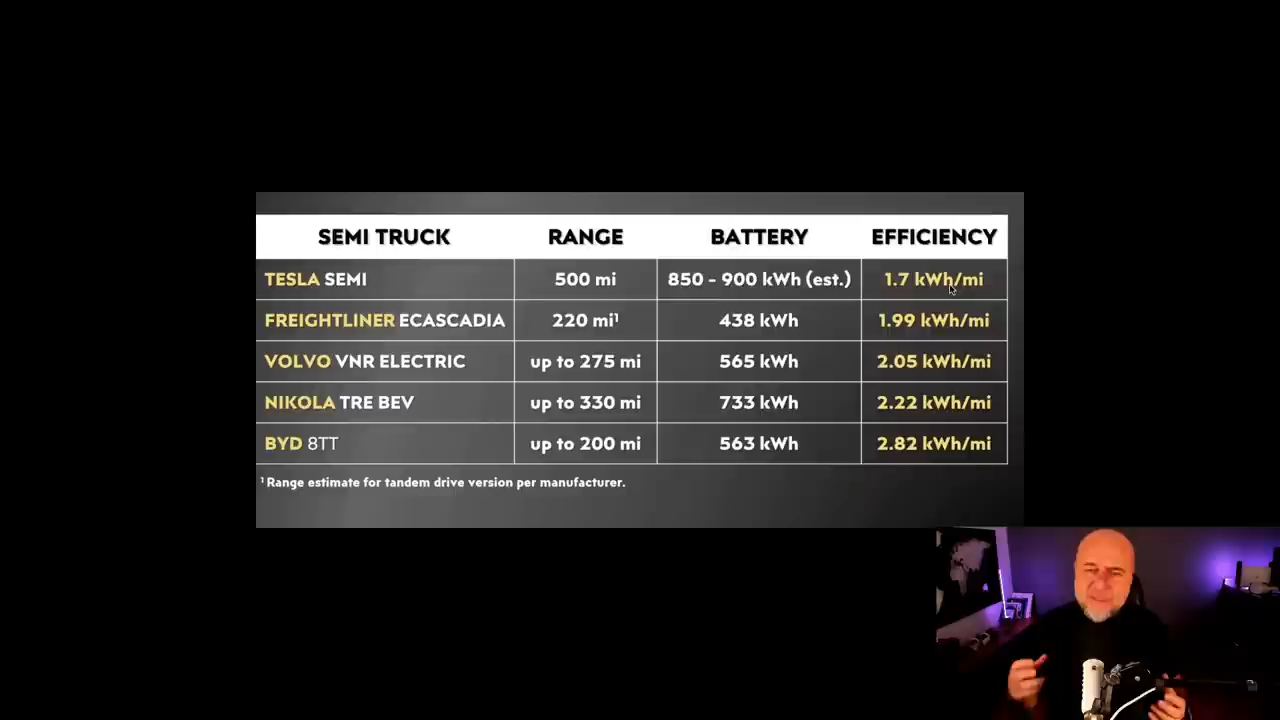 SEMI TRUCK RANGE BATTERY EFFICIENCY
TESLA SEMI 500 mi 850 - 900 kWh (est.) 1.7 kWh/mi
FREIGHTLINER ECASCADIA 220 mi¹ 438 kWh 1.99 kWh/mi
VOLVO VNR ELECTRIC up to 275 mi 565 kWh 2.05 kWh/mi
NIKOLA TRE BEV up to 330 mi 733 kWh 2.22 kWh/mi
BYD 8TT up to 200 mi 563 kWh 2.82 kWh/mi
¹ Range estimate for tandem drive version per manufacturer.